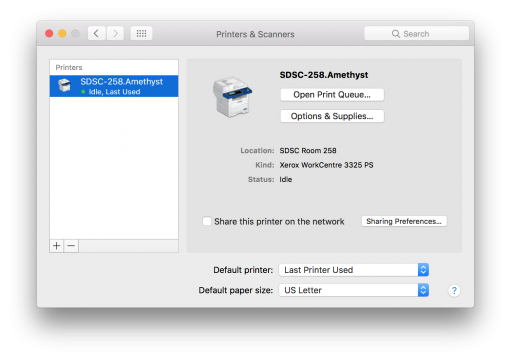 Printers & Scanners
Search
Printers
SDSC-258.Amethyst
Idle, Last Used
SDSC-258.Amethyst
Open Print Queue...
Options & Supplies...
Location: SDSC Room 258
Kind: Xerox WorkCentre 3325 PS
Status: Idle
Share this printer on the network
Sharing Preferences...
+ −
Default printer: Last Printer Used
Default paper size: US Letter
?